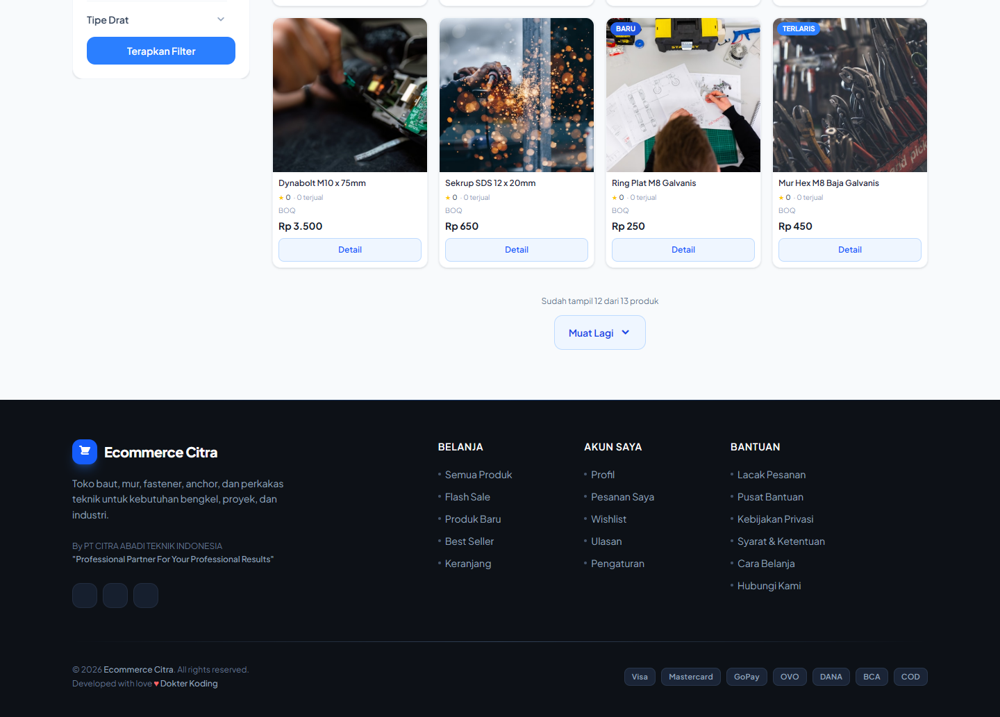 Tipe Drat
Terapkan Filter
BARU
STANLEY
TERLARIS
Dynabolt M10 x 75mm
★ 0 · 0 terjual
BOQ
Rp 3.500
Detail
Sekrup SDS 12 x 20mm
★ 0 · 0 terjual
BOQ
Rp 650
Detail
Ring Plat M8 Galvanis
★ 0 · 0 terjual
BOQ
Rp 250
Detail
Mur Hex M8 Baja Galvanis
★ 0 · 0 terjual
BOQ
Rp 450
Detail
Sudah tampil 12 dari 13 produk
Muat Lagi
Ecommerce Citra
Toko baut, mur, fastener, anchor, dan perkakas
teknik untuk kebutuhan bengkel, proyek, dan
industri.
By PT CITRA ABADI TEKNIK INDONESIA
"Professional Partner For Your Professional Results"
BELANJA
Semua Produk
Flash Sale
Produk Baru
Best Seller
Keranjang
AKUN SAYA
Profil
Pesanan Saya
Wishlist
Ulasan
Pengaturan
BANTUAN
Lacak Pesanan
Pusat Bantuan
Kebijakan Privasi
Syarat & Ketentuan
Cara Belanja
Hubungi Kami
© 2026 Ecommerce Citra. All rights reserved.
Developed with love ♥ Dokter Koding
Visa
Mastercard
GoPay
OVO
DANA
BCA
COD